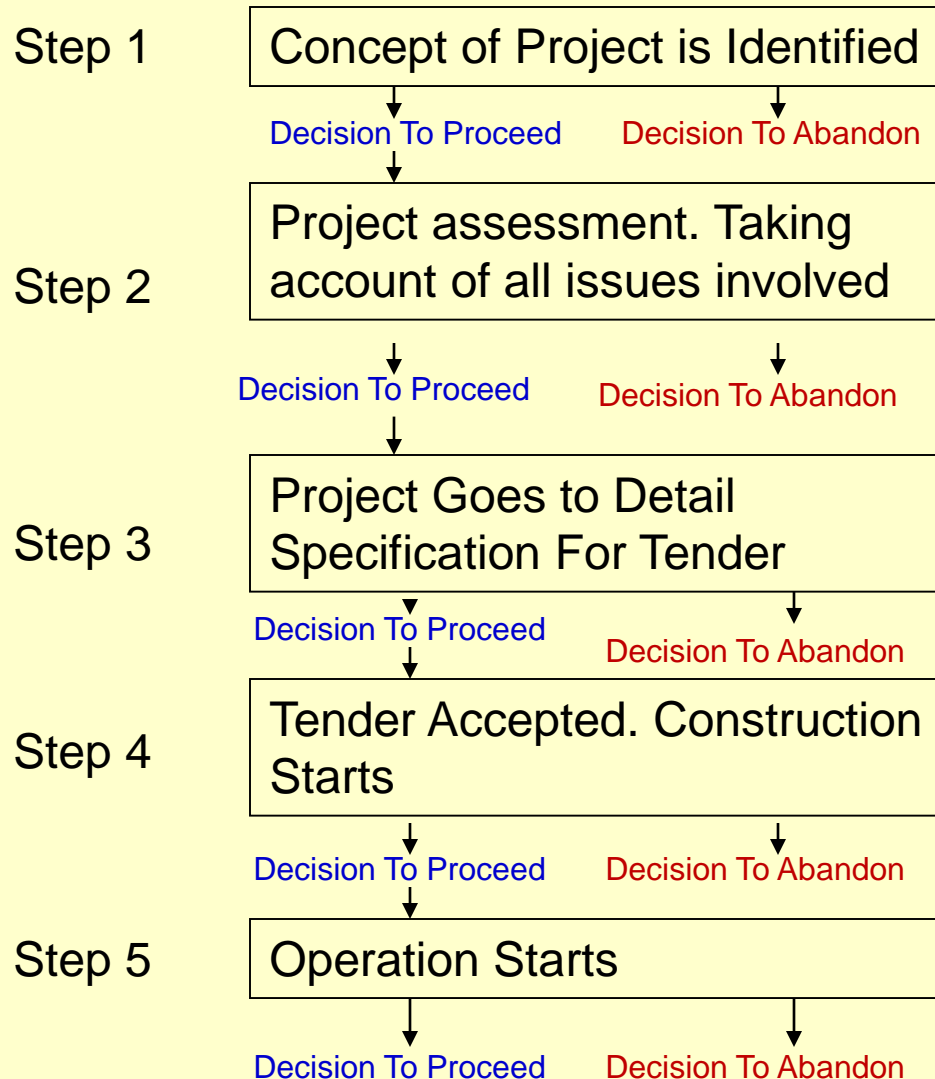 Step 1
Concept of Project is Identified
Decision To Proceed
Decision To Abandon
Step 2
Project assessment. Taking
account of all issues involved
Decision To Proceed
Decision To Abandon
Step 3
Project Goes to Detail
Specification For Tender
Decision To Proceed
Decision To Abandon
Step 4
Tender Accepted. Construction
Starts
Decision To Proceed
Decision To Abandon
Step 5
Operation Starts
Decision To Proceed
Decision To Abandon